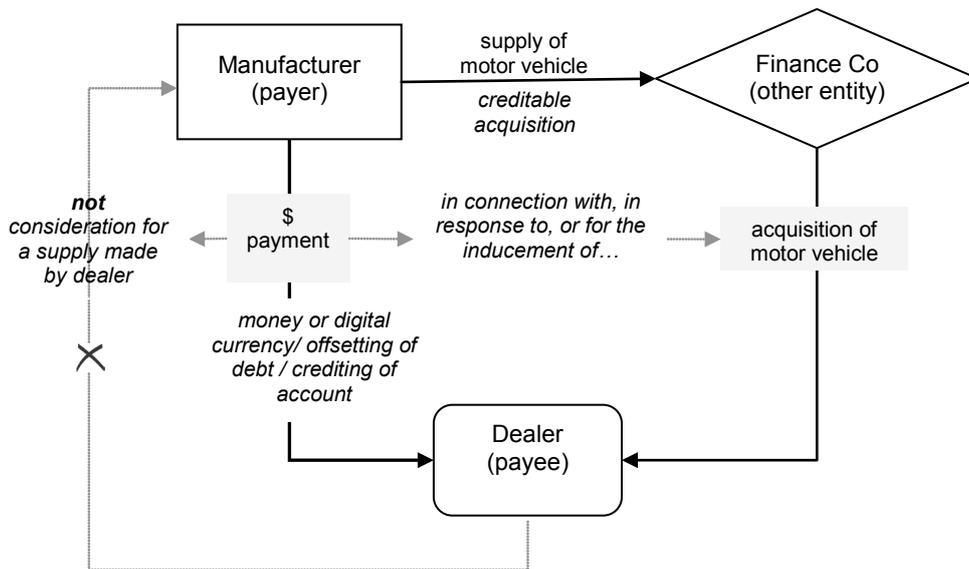 Manufacturer
(payer)
supply of
motor vehicle
creditable
acquisition
Finance Co
(other entity)
not
consideration for
a supply made
by dealer
$
payment
in connection with, in
response to, or for the
inducement of…
acquisition of
motor vehicle
money or digital
currency/ offsetting of
debt / crediting of
account
Dealer
(payee)